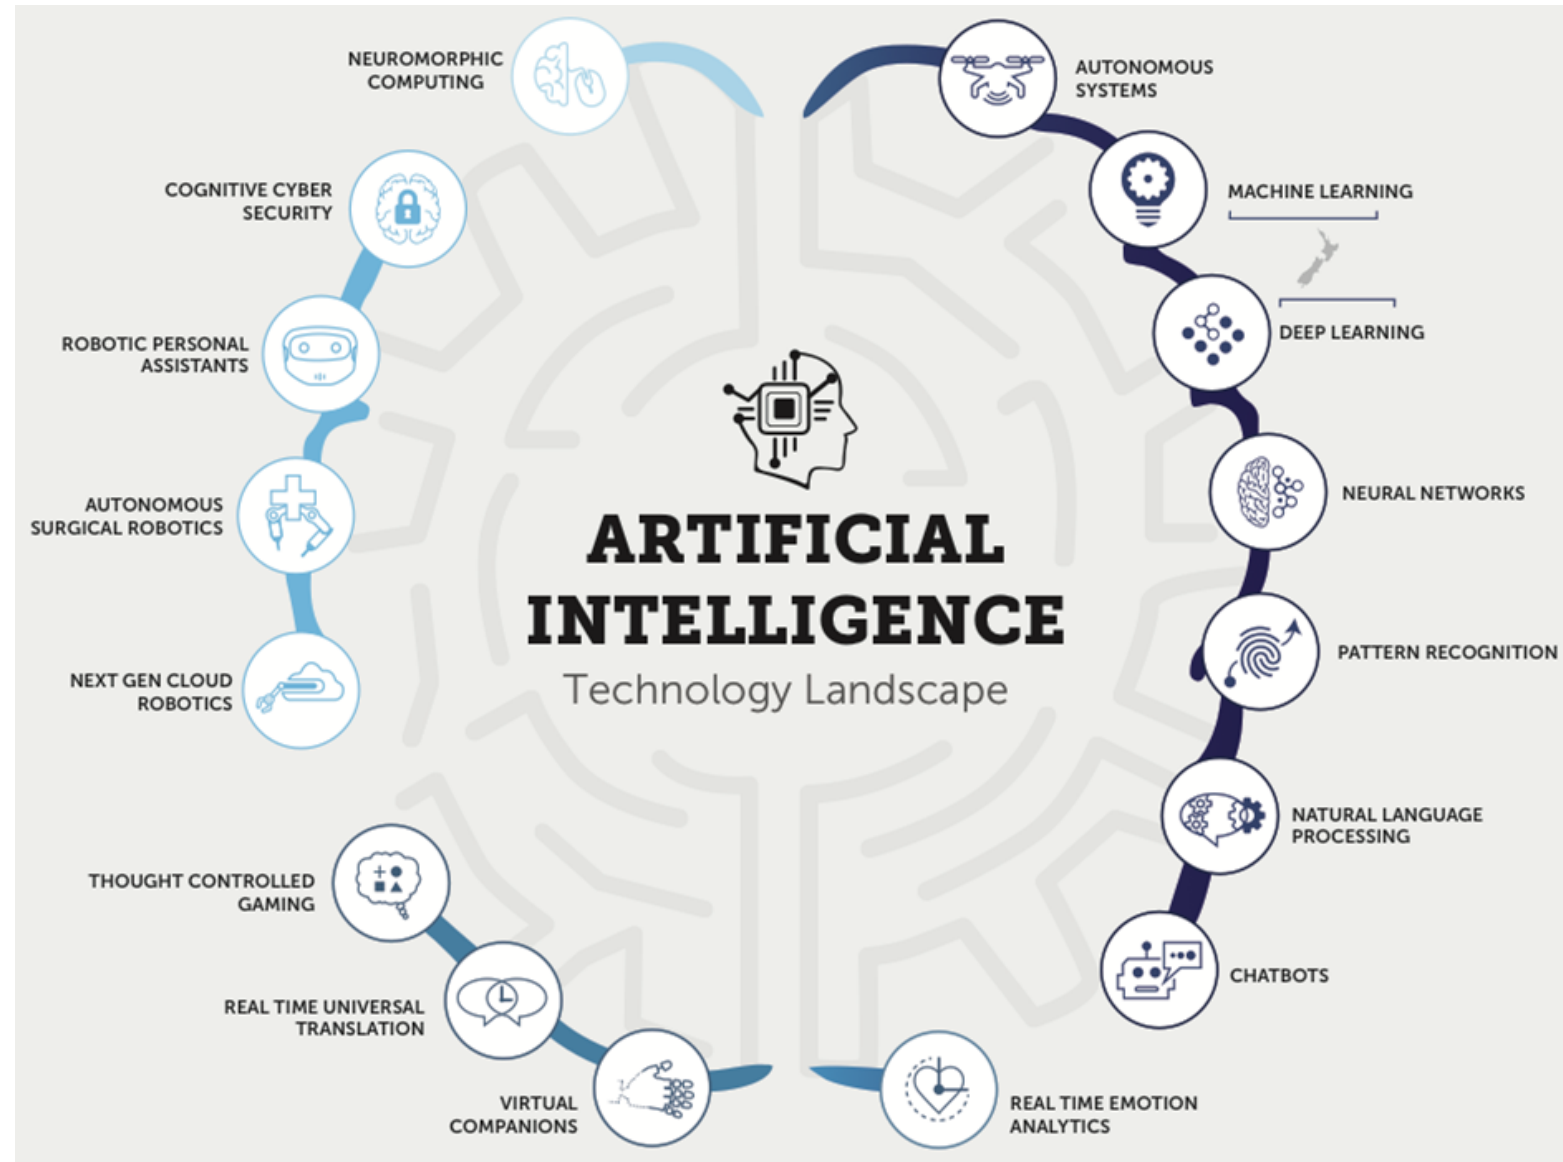 NEUROMORPHIC
COMPUTING
AUTONOMOUS
SYSTEMS
COGNITIVE CYBER
SECURITY
MACHINE LEARNING
ROBOTIC PERSONAL
ASSISTANTS
DEEP LEARNING
AUTONOMOUS
SURGICAL ROBOTICS
NEURAL NETWORKS
ARTIFICIAL
INTELLIGENCE
Technology Landscape
NEXT GEN CLOUD
ROBOTICS
PATTERN RECOGNITION
NATURAL LANGUAGE
PROCESSING
THOUGHT CONTROLLED
GAMING
CHATBOTS
REAL TIME UNIVERSAL
TRANSLATION
VIRTUAL
COMPANIONS
REAL TIME EMOTION
ANALYTICS